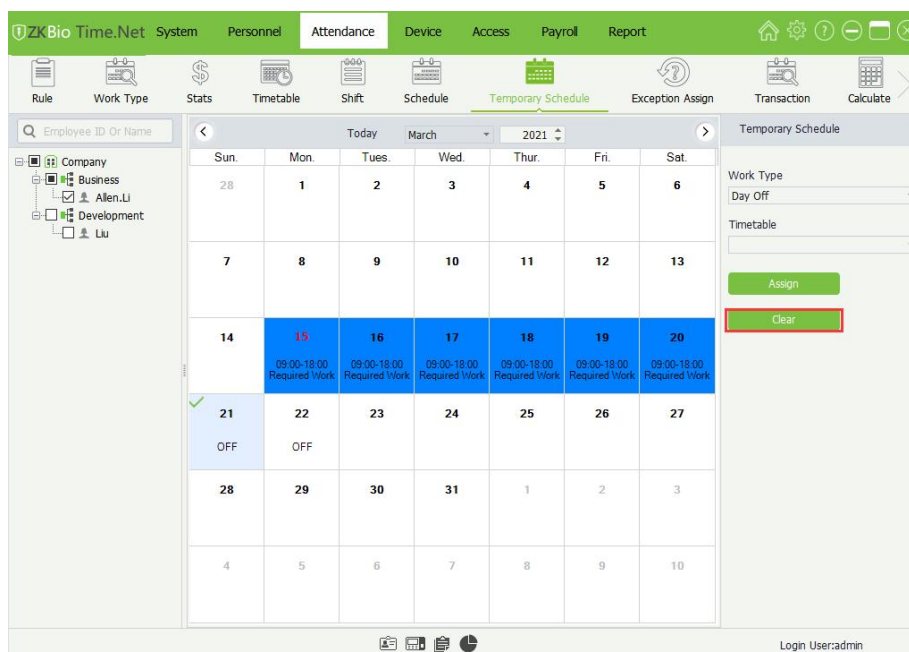 ZKBio Time.Net System Personnel Attendance Device Access Payroll Report
Rule Work Type Stats Timetable Shift Schedule Temporary Schedule Exception Assign Transaction Calculate
Employee ID Or Name
Company
Business
Allen.Li
Development
Liu
Today March 2021
Sun. Mon. Tues. Wed. Thur. Fri. Sat.
28 1 2 3 4 5 6
7 8 9 10 11 12 13
14 15 16 17 18 19 20
09:00-18:00 09:00-18:00 09:00-18:00 09:00-18:00 09:00-18:00 09:00-18:00
Required Work Required Work Required Work Required Work Required Work Required Work
21 22 23 24 25 26 27
OFF OFF
28 29 30 31 1 2 3
4 5 6 7 8 9 10
Temporary Schedule
Work Type
Day Off
Timetable
Assign
Clear
Login User:admin